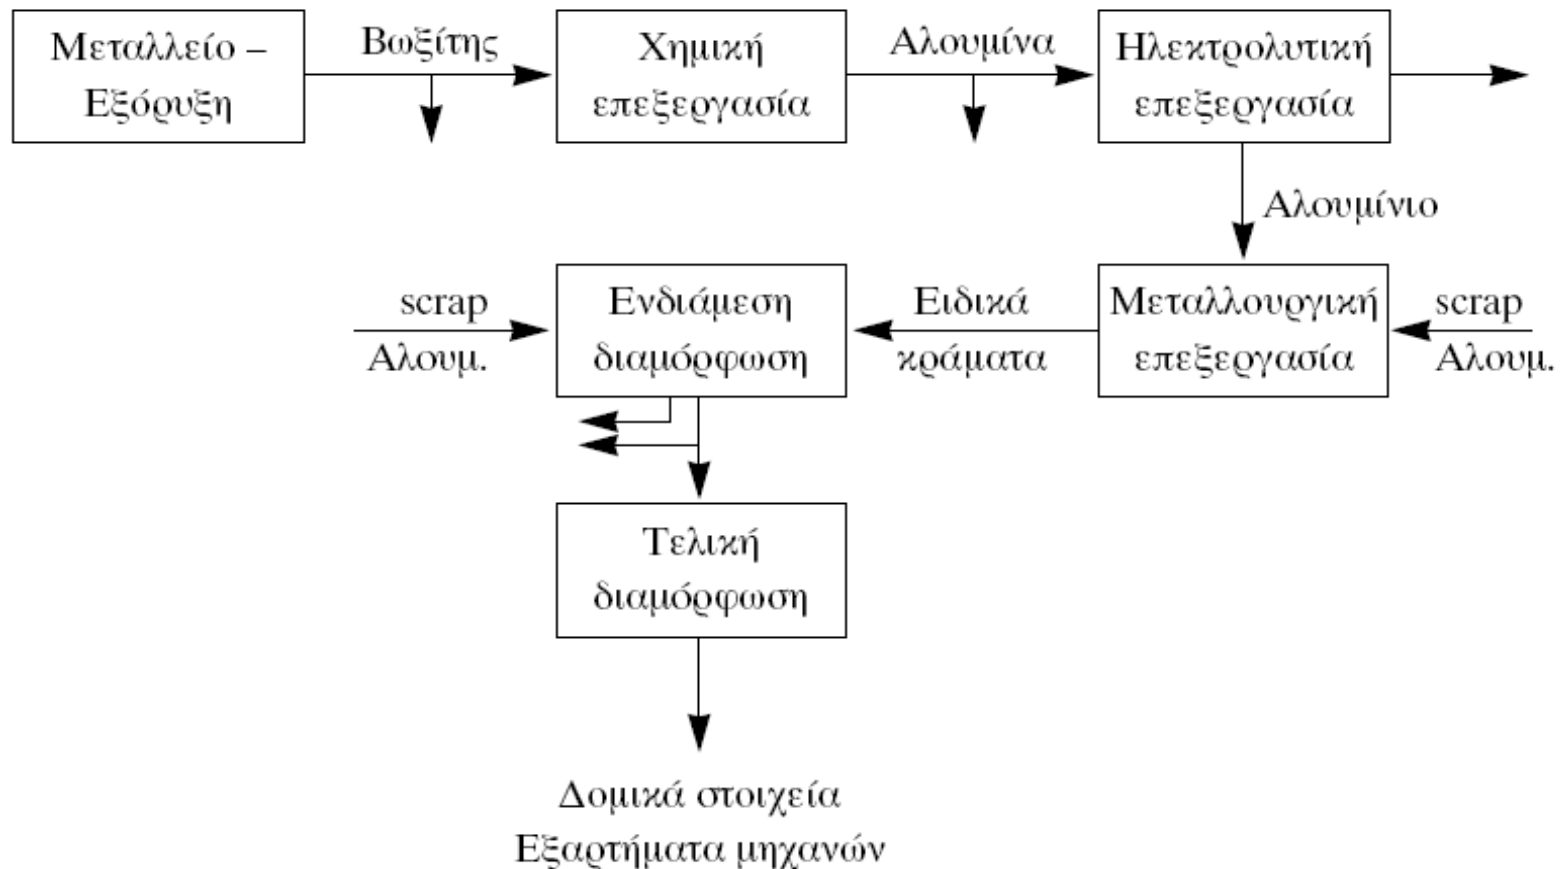 Μεταλλείο –
Εξόρυξη
Βωξίτης
Χημική
επεξεργασία
Αλουμίνα
Ηλεκτρολυτική
επεξεργασία
Αλουμίνιο
scrap
Αλουμ.
Ενδιάμεση
διαμόρφωση
Ειδικά
κράματα
Μεταλλουργική
επεξεργασία
scrap
Αλουμ.
Τελική
διαμόρφωση
Δομικά στοιχεία
Εξαρτήματα μηχανών